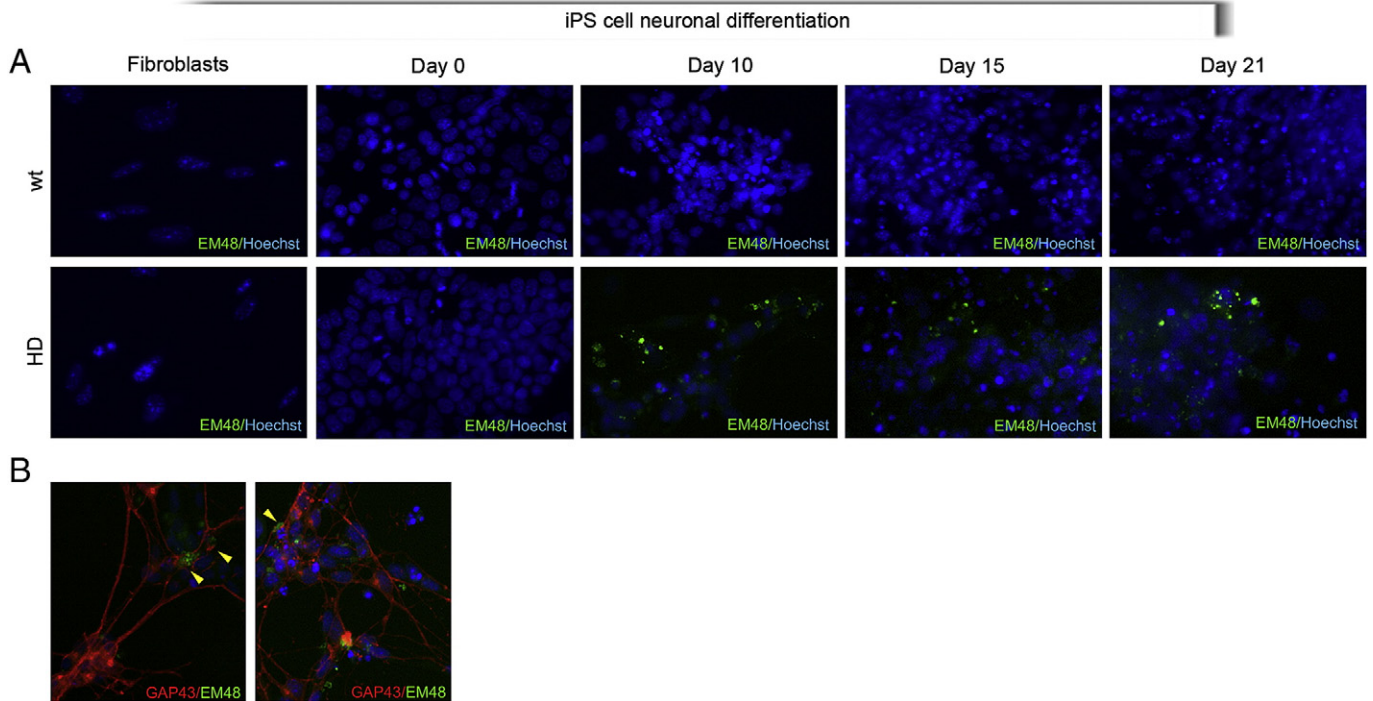 iPS cell neuronal differentiation
A
Fibroblasts Day 0 Day 10 Day 15 Day 21
wt
EM48/Hoechst EM48/Hoechst EM48/Hoechst EM48/Hoechst EM48/Hoechst
HD
EM48/Hoechst EM48/Hoechst EM48/Hoechst EM48/Hoechst EM48/Hoechst
B
GAP43/EM48 GAP43/EM48